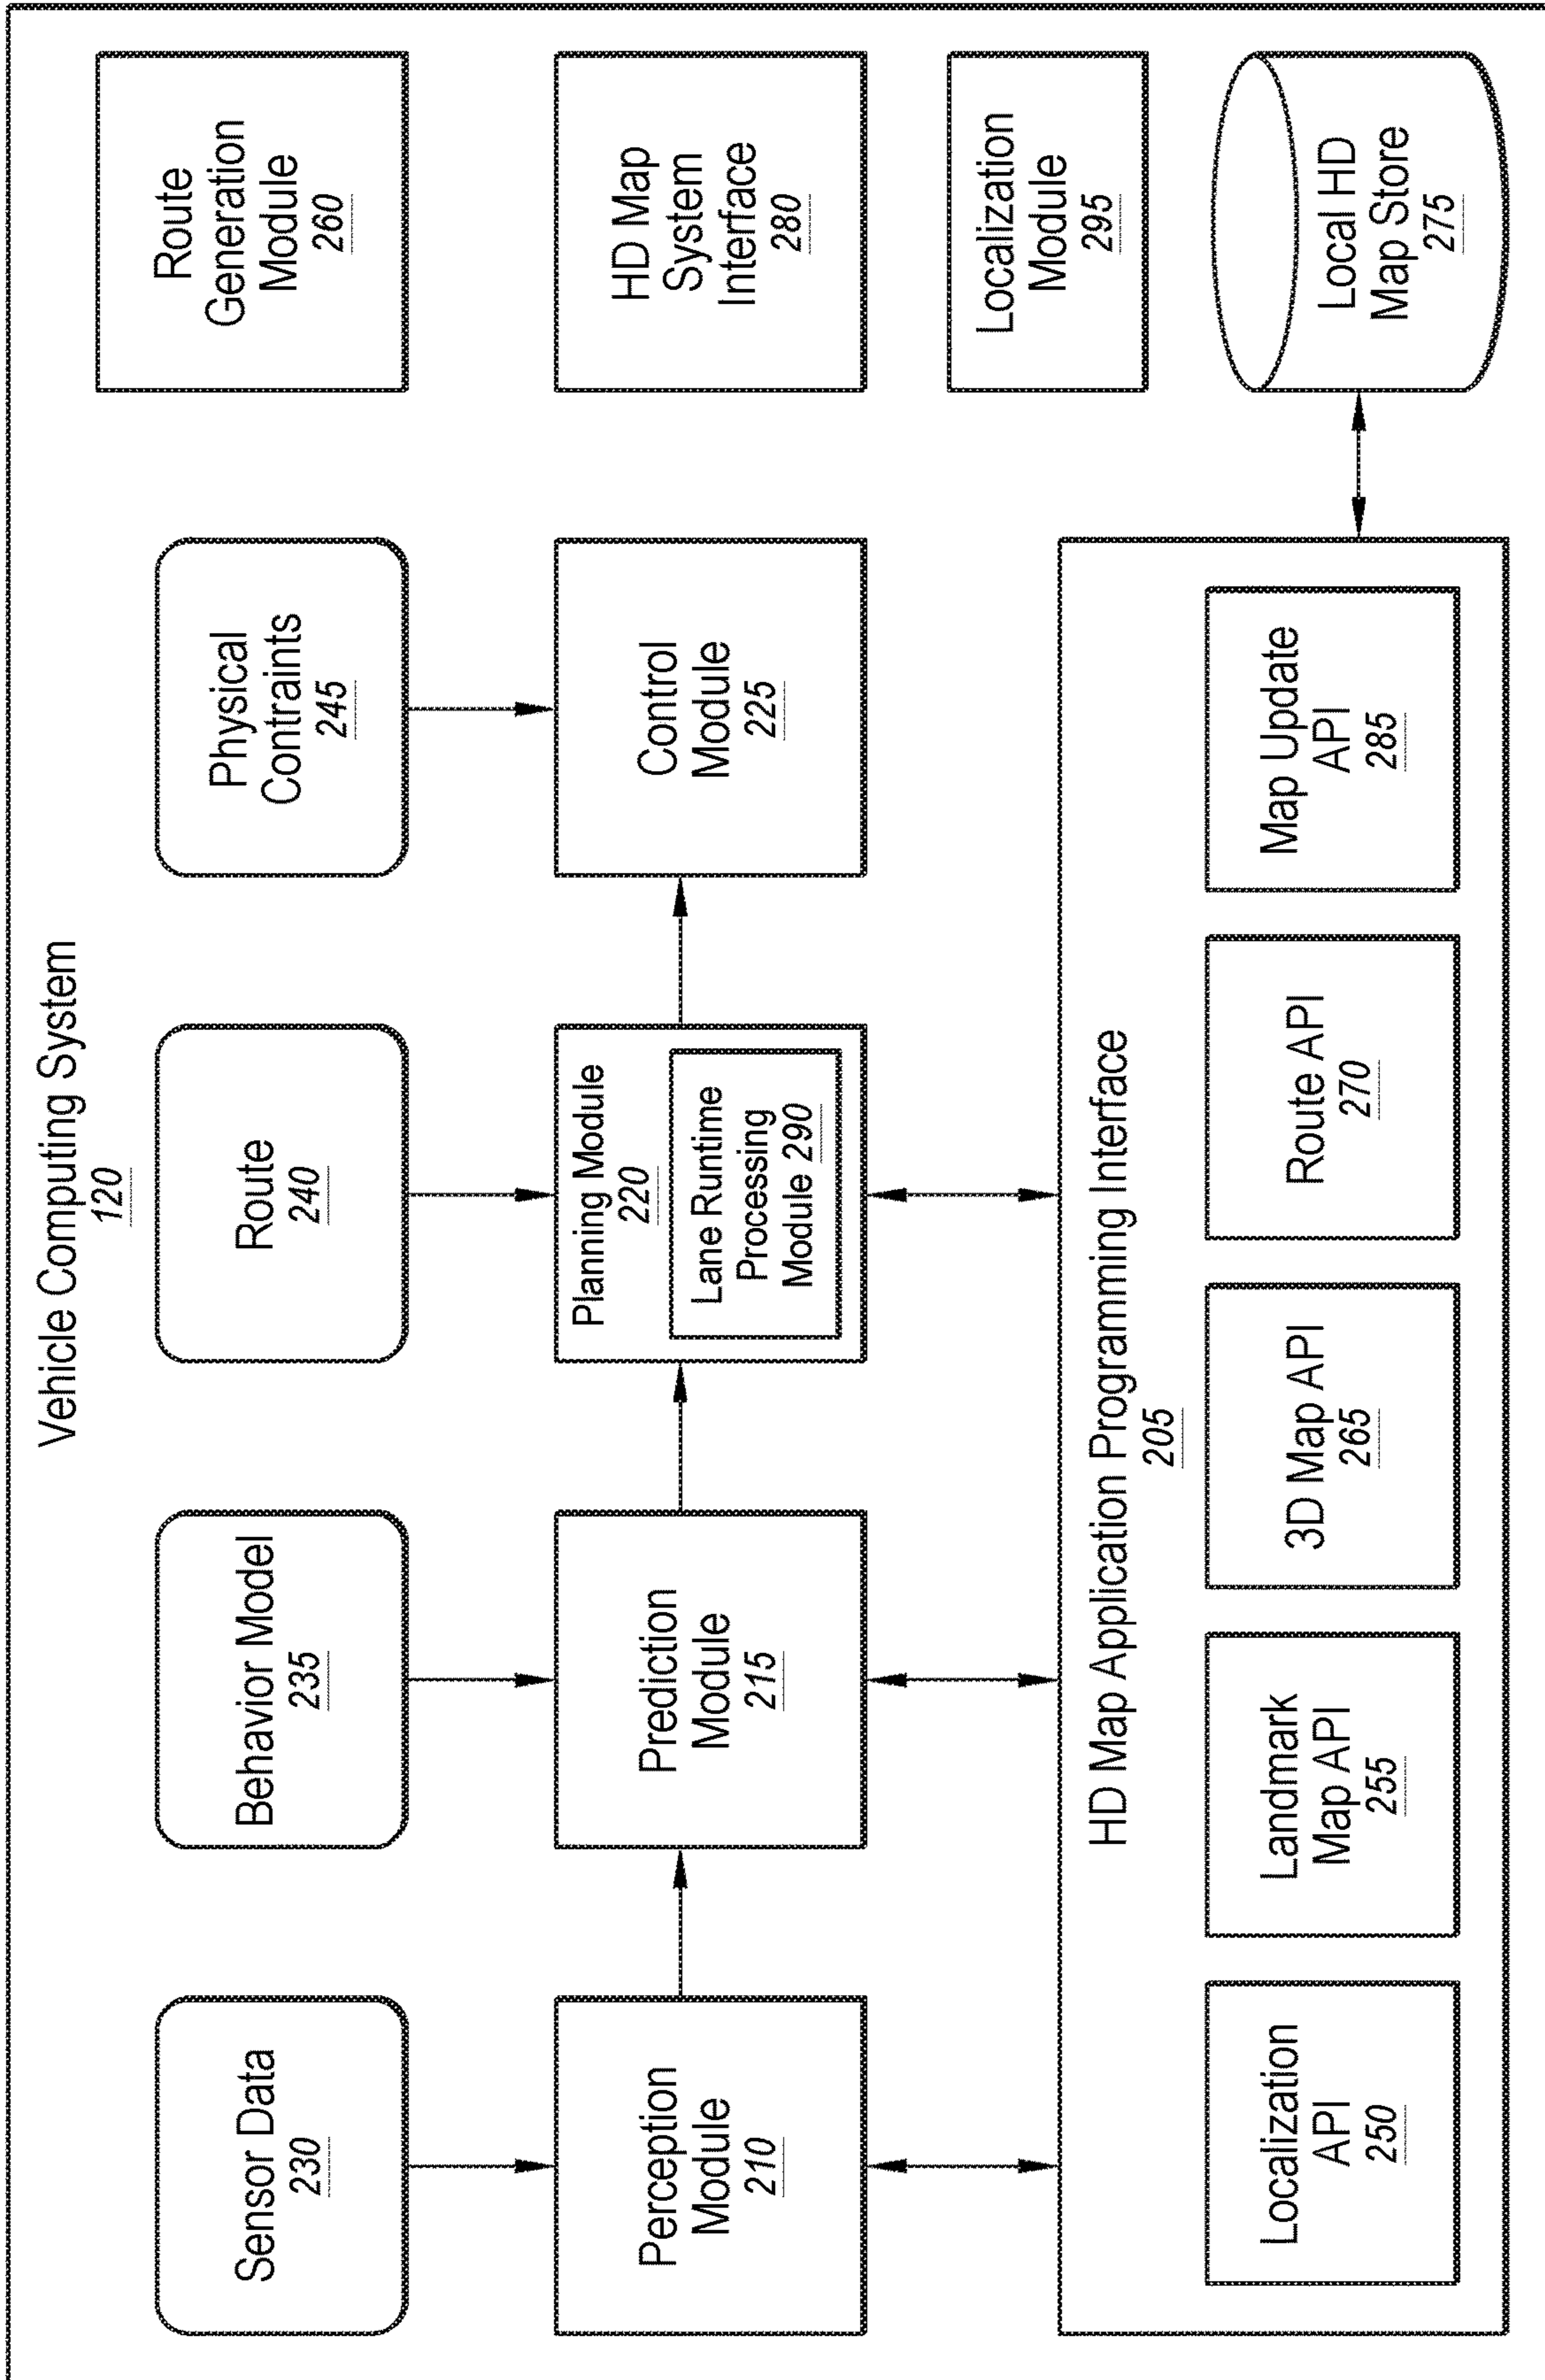 Vehicle Computing System
120
Sensor Data
230
Behavior Model
235
Route
240
Physical
Contraints
245
Route
Generation
Module
260
Perception
Module
210
Prediction
Module
215
Planning Module
220
Lane Runtime
Processing
Module 290
Control
Module
225
HD Map
System
Interface
280
HD Map Application Programming Interface
205
Localization
API
250
Landmark
Map API
255
3D Map API
265
Route API
270
Map Update
API
285
Localization
Module
295
Local HD
Map Store
275